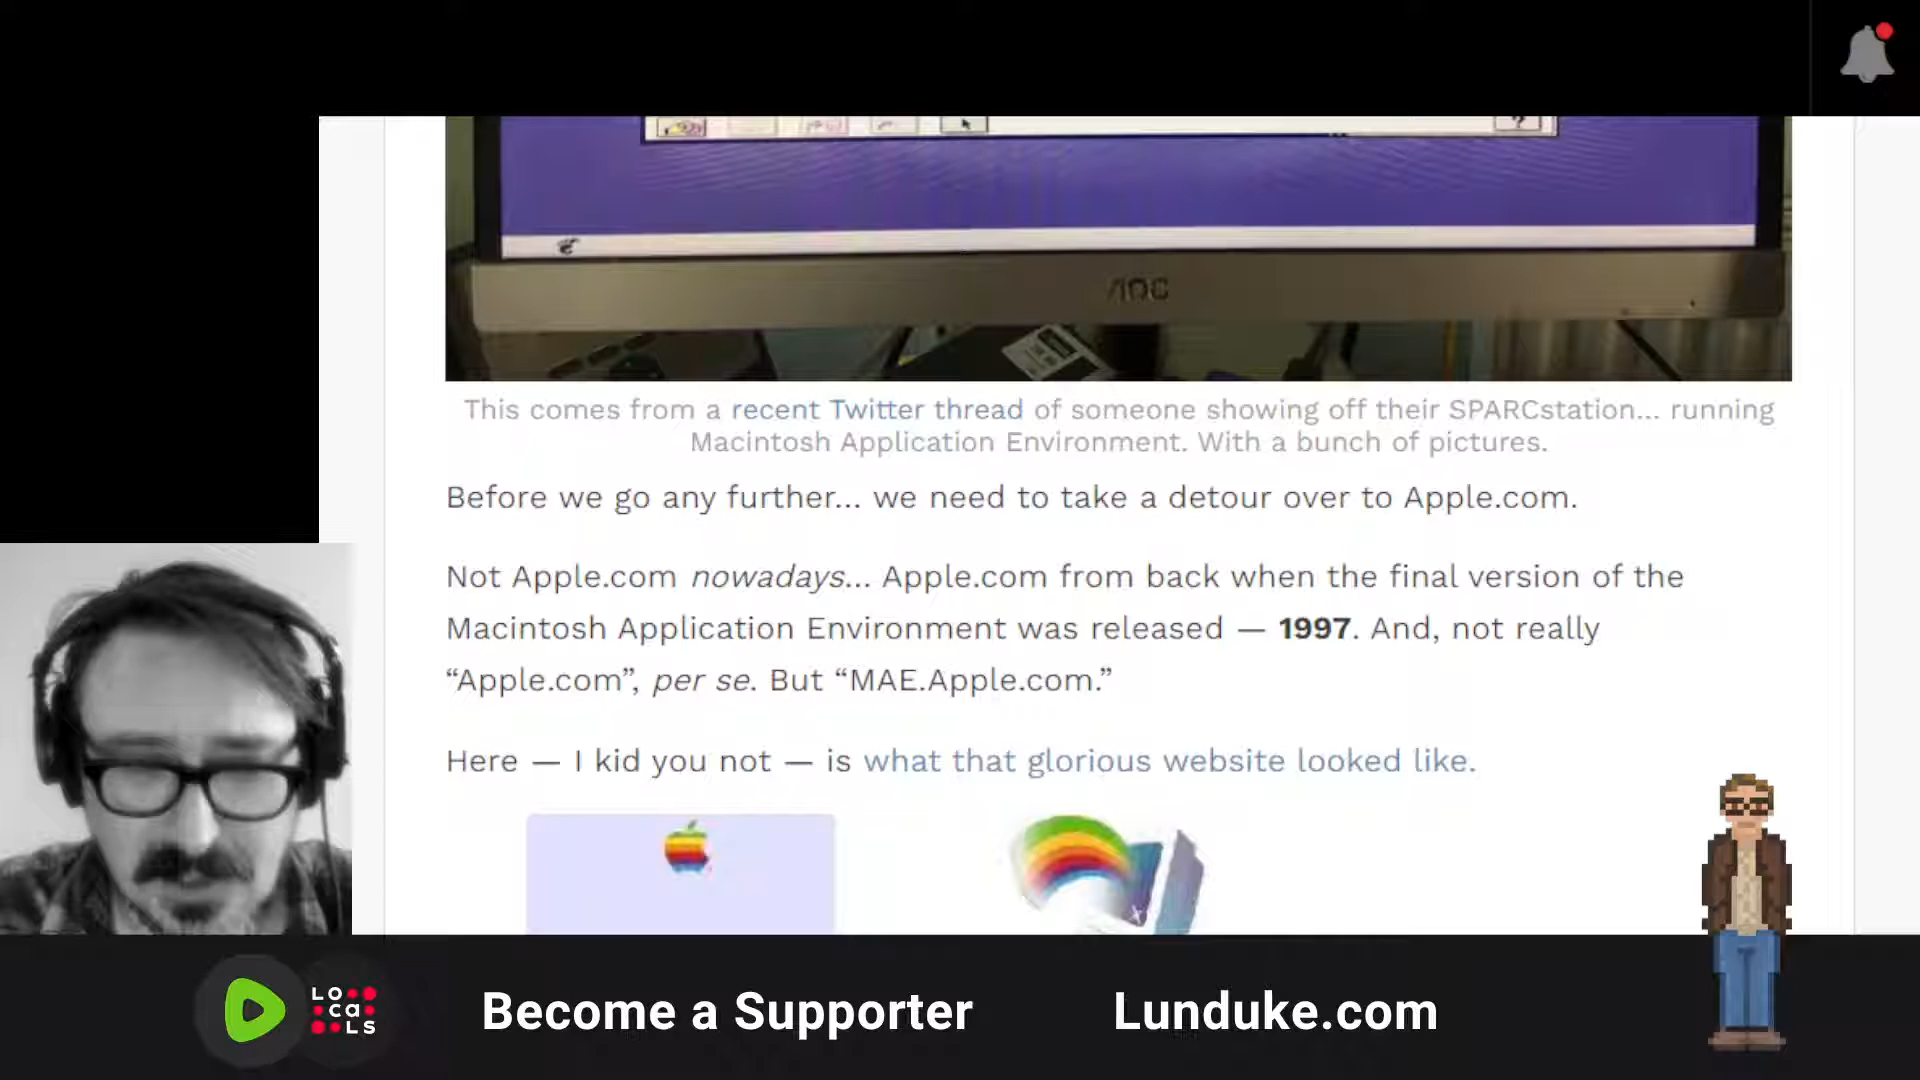 ?
AOC
This comes from a recent Twitter thread of someone showing off their SPARCstation... running
Macintosh Application Environment. With a bunch of pictures.
Before we go any further... we need to take a detour over to Apple.com.
Not Apple.com nowadays... Apple.com from back when the final version of the
Macintosh Application Environment was released — 1997. And, not really
“Apple.com”, per se. But “MAE.Apple.com.”
Here — I kid you not — is what that glorious website looked like.
LO
ca
LS
Become a Supporter
Lunduke.com